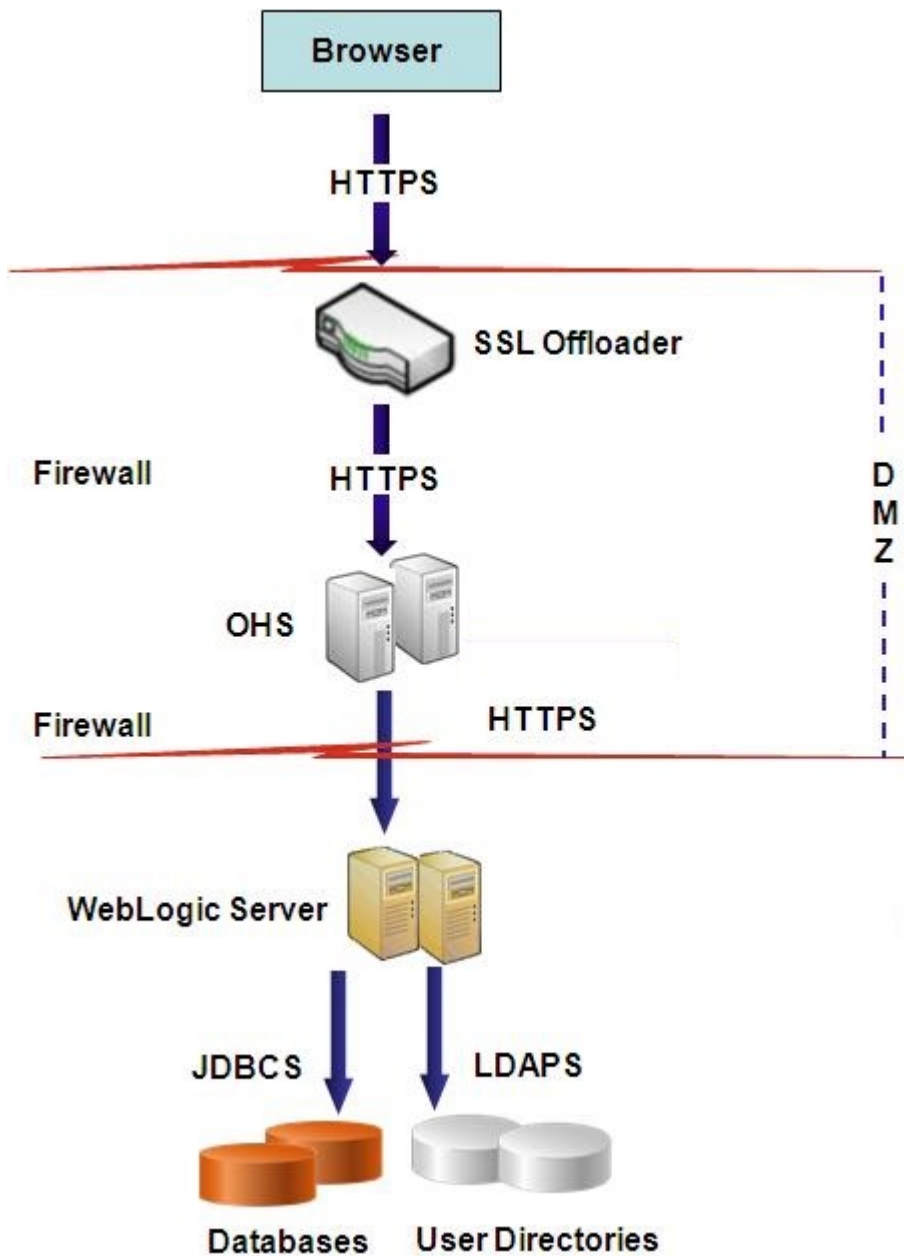 Browser
HTTPS
SSL Offloader
Firewall
HTTPS
D
M
Z
OHS
Firewall
HTTPS
WebLogic Server
JDBCS
LDAPS
Databases
User Directories